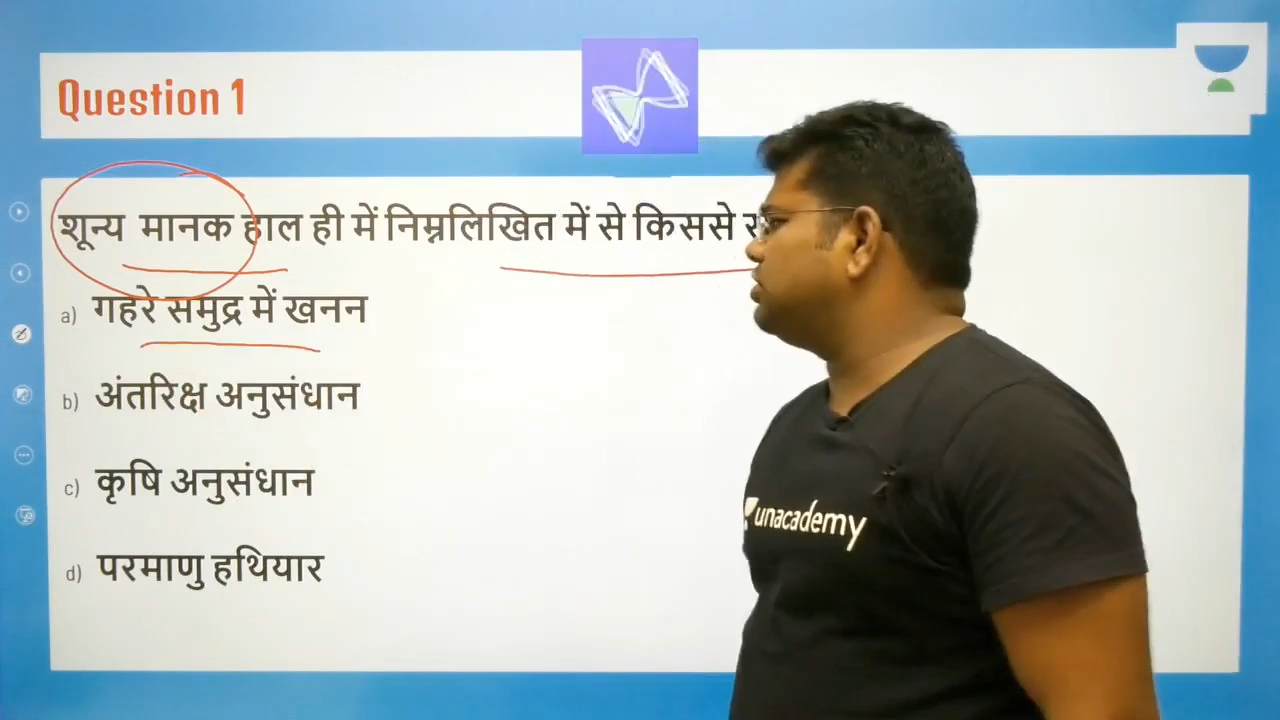 Question 1
शून्य मानक हाल ही में निम्नलिखित में से किससे
a) गहरे समुद्र में खनन
b) अंतरिक्ष अनुसंधान
c) कृषि अनुसंधान
d) परमाणु हथियार
unacademy